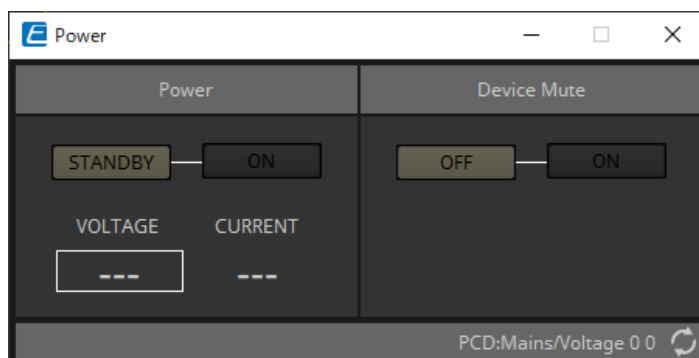 Power
Power
Device Mute
STANDBY ON
OFF ON
VOLTAGE CURRENT
--- ---
PCD:Mains/Voltage 0 0